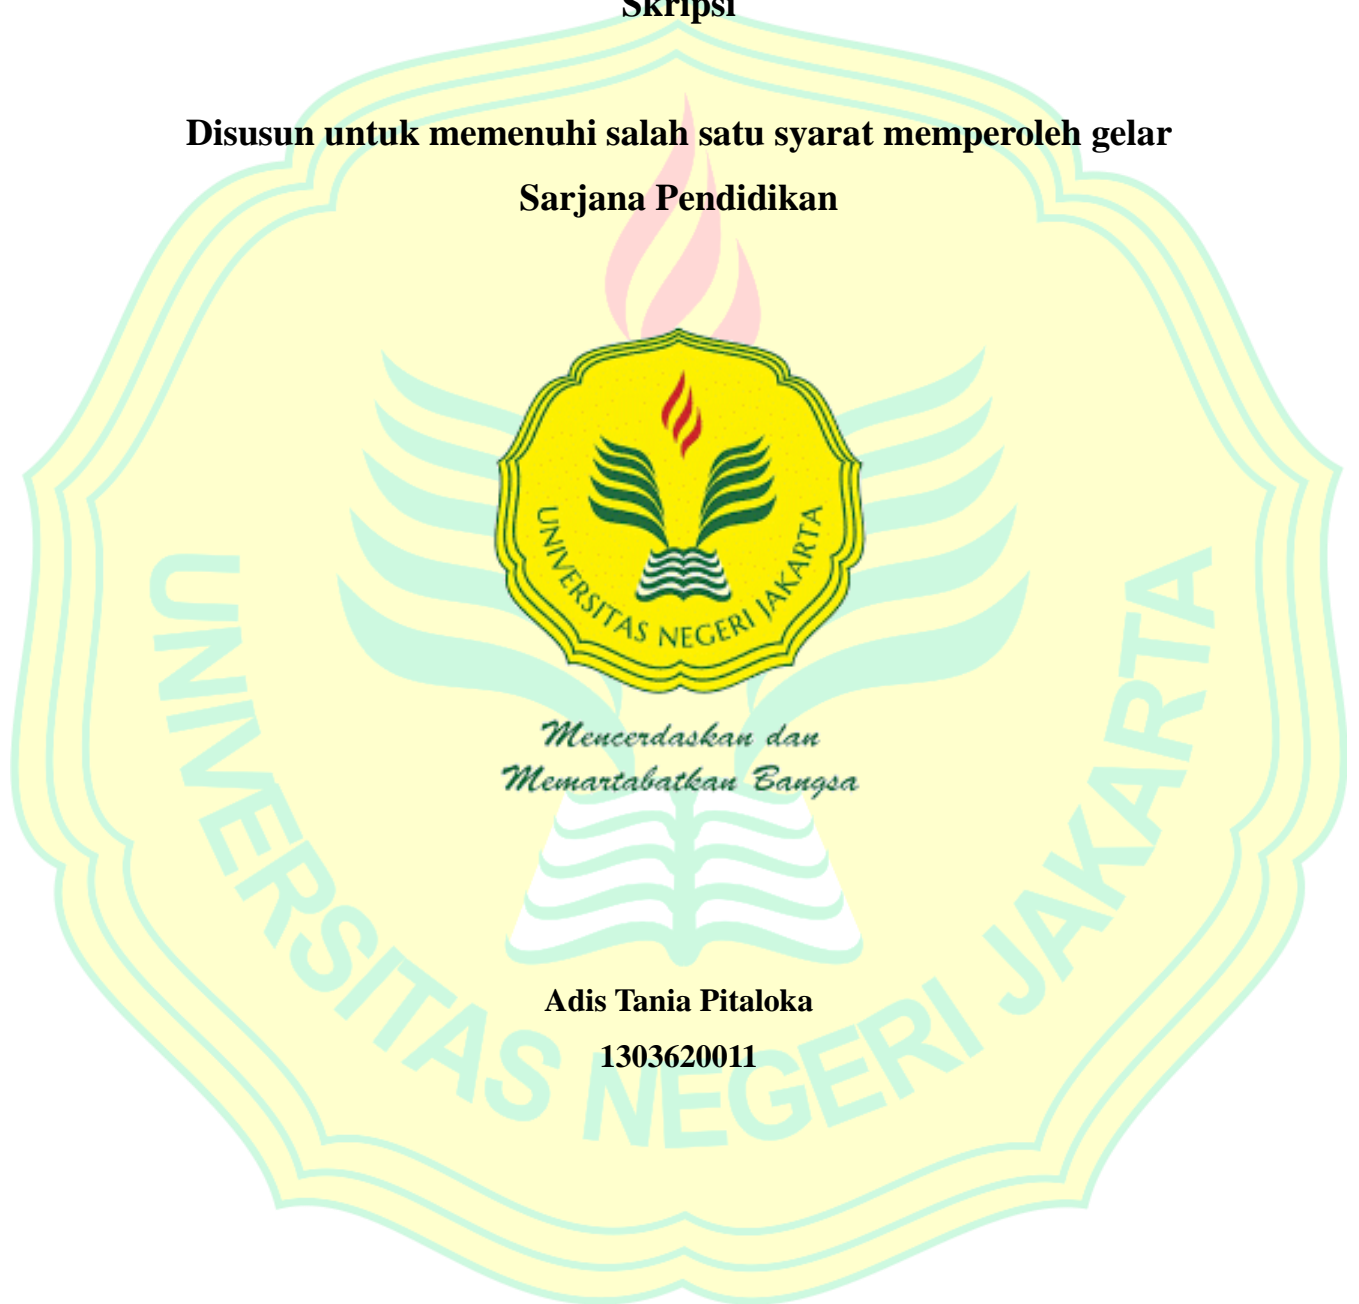 Skripsi
Disusun untuk memenuhi salah satu syarat memperoleh gelar
Sarjana Pendidikan
UNIVERSITAS NEGERI JAKARTA
Mencerdaskan dan
Memartabatkan Bangsa
UNIVERSITAS NEGERI JAKARTA
Adis Tania Pitaloka
1303620011